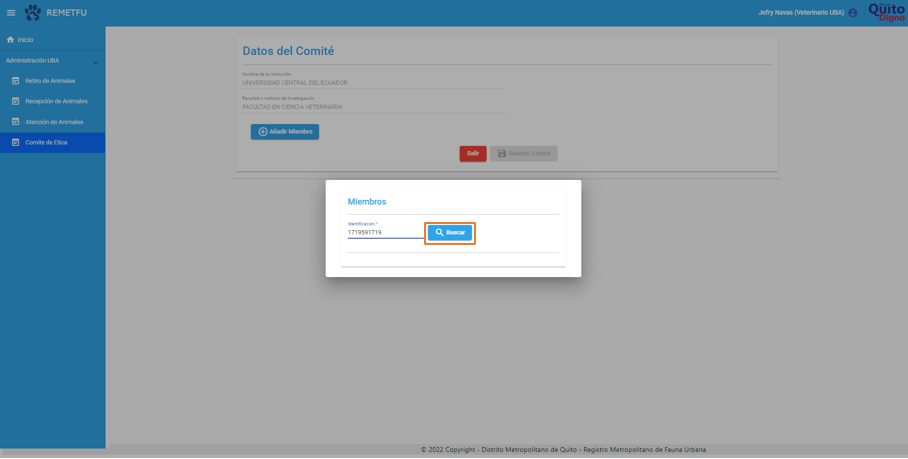 REMETFU
Jefry Navas (Veterinario UBA)
Quito
Digno
Inicio
Administración UBA
Retiro de Animales
Recepción de Animales
Atención de Animales
Comite de Etica
Datos del Comité
Nombre de la Institución
UNIVERSIDAD CENTRAL DEL ECUADOR
Facultad o Instituto de Investigación
FACULTAD EN CIENCIA VETERINARIA
Añadir Miembro
Salir
Guardar Comité
Miembros
Identificación *
1719591719
Buscar
© 2022 Copyright - Distrito Metropolitano de Quito - Registro Metropolitano de Fauna Urbana